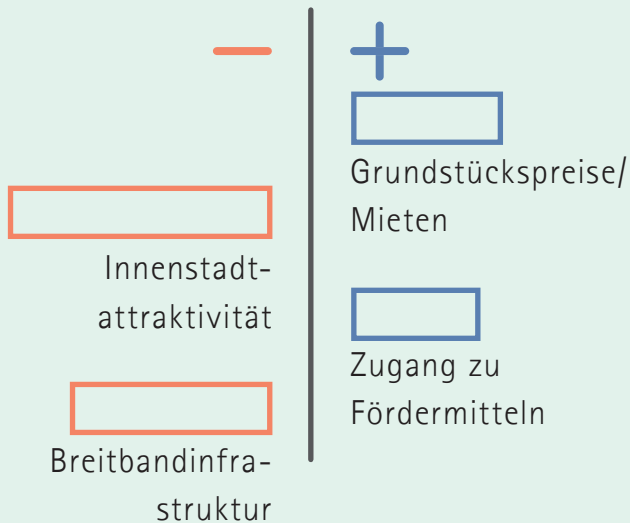 − +
Grundstückspreise/
Mieten
Innenstadt-
attraktivität
Zugang zu
Fördermitteln
Breitbandinfra-
struktur